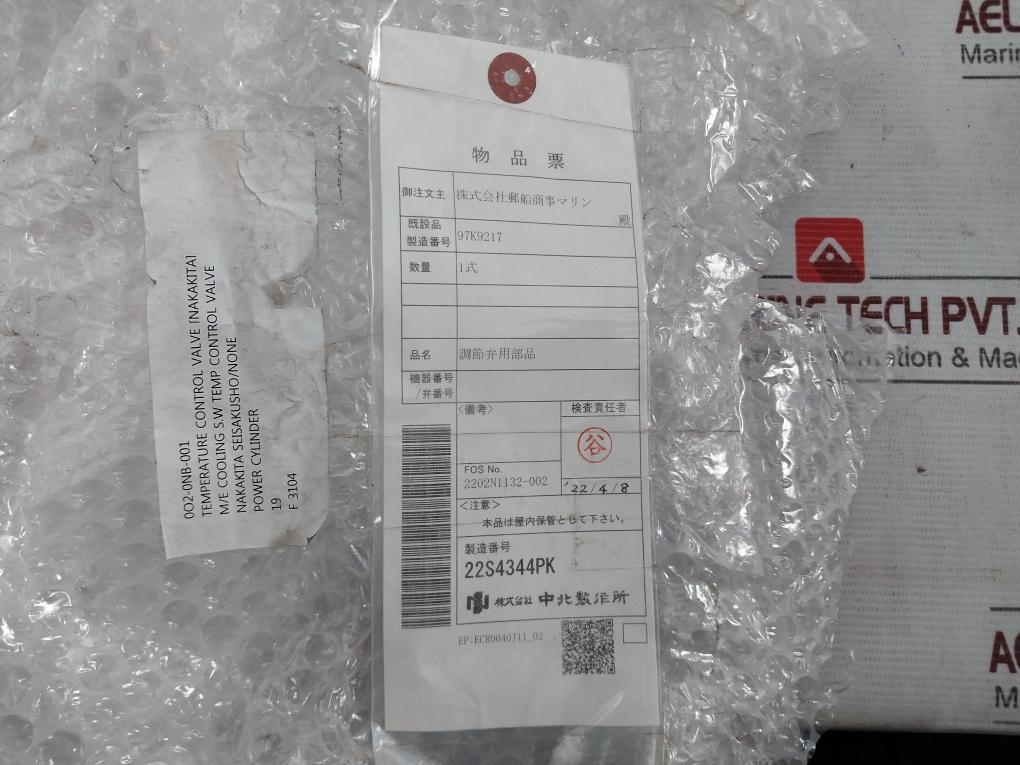 002-0NB-001
TEMPERATURE CONTROL VALVE [NAKAKITA]
M/E COOLING S.W TEMP CONTROL VALVE
NAKAKITA SEISAKUSHO/NONE
POWER CYLINDER
19
F 3104
物品票
御注文主 株式会社郵船商事マリン
殿
既設品
製造番号 97K9217
数量 1式
品名 調節弁用部品
機器番号
/弁番号
<備考> 検査責任者
谷
FOS No.
2202N1132-002 '22/4/8
<注意>
本品は屋内保管として下さい。
製造番号
22S4344PK
株式会社 中北製作所
EP:ECR0040J11_02
AEL
Marin
TECH PVT.
& Ma